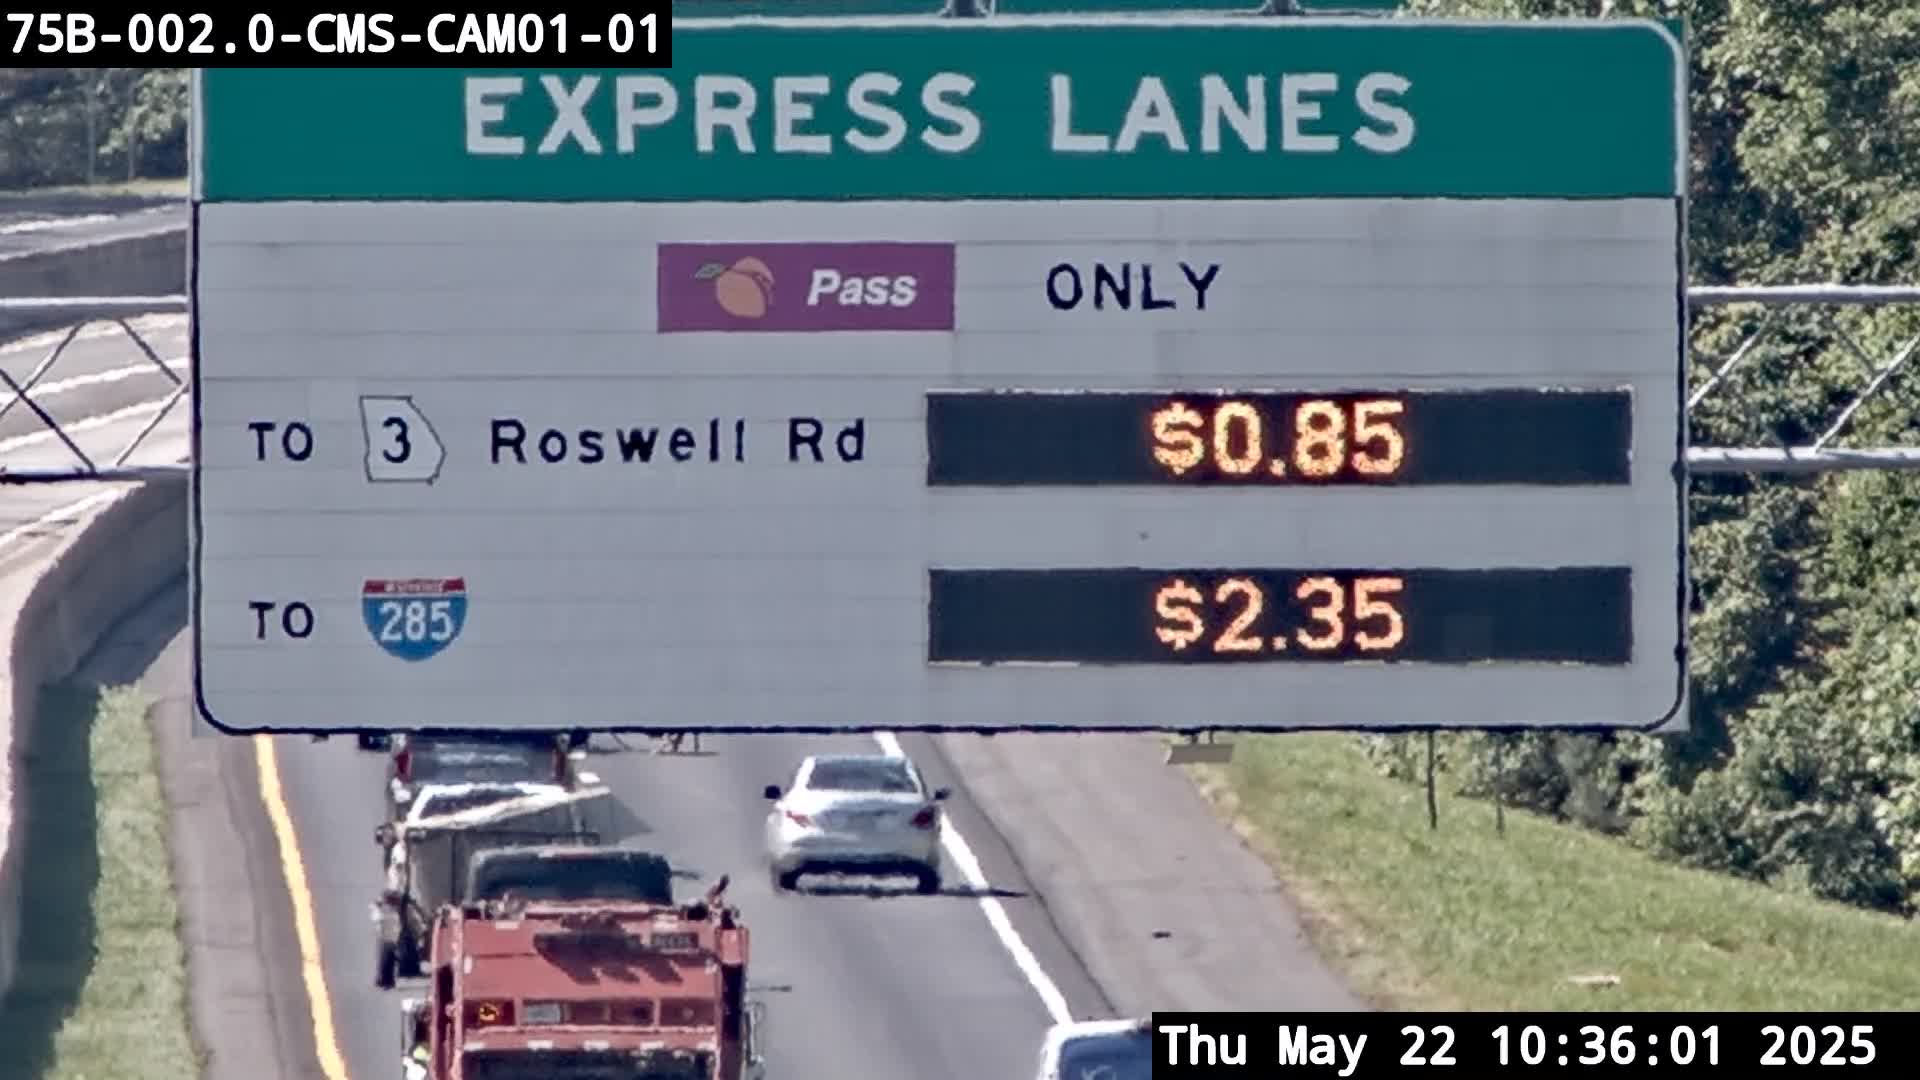 75B-002.0-CMS-CAM01-01
EXPRESS LANES
Pass ONLY
TO 3 Roswell Rd $0.85
TO 285 $2.35
Thu May 22 10:36:01 2025